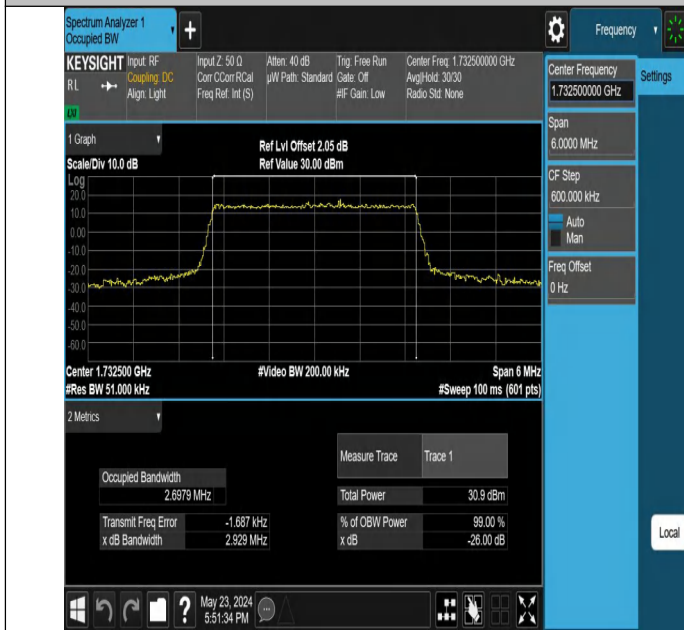 Spectrum Analyzer 1
Occupied BW
Frequency
KEYSIGHT
R L
LXI
Input: RF
Coupling: DC
Align: Light
Input Z: 50 Ω
Corr CCorr RCal
Freq Ref: Int (S)
Atten: 40 dB
µW Path: Standard
Trig: Free Run
Gate: Off
#IF Gain: Low
Center Freq: 1.732500000 GHz
Avg|Hold: 30/30
Radio Std: None
Center Frequency
1.732500000 GHz
Settings
Span
6.0000 MHz
CF Step
600.000 kHz
Auto
Man
Freq Offset
0 Hz
Local
1 Graph
Scale/Div 10.0 dB
Ref Lvl Offset 2.05 dB
Ref Value 30.00 dBm
Log
20.0
10.0
0.00
-10.0
-20.0
-30.0
-40.0
-50.0
-60.0
Center 1.732500 GHz
#Res BW 51.000 kHz
#Video BW 200.00 kHz
Span 6 MHz
#Sweep 100 ms (601 pts)
2 Metrics
Measure Trace Trace 1
Occupied Bandwidth
2.6979 MHz
Total Power 30.9 dBm
Transmit Freq Error -1.687 kHz
% of OBW Power 99.00 %
x dB Bandwidth 2.929 MHz
x dB -26.00 dB
?
May 23, 2024
5:51:34 PM